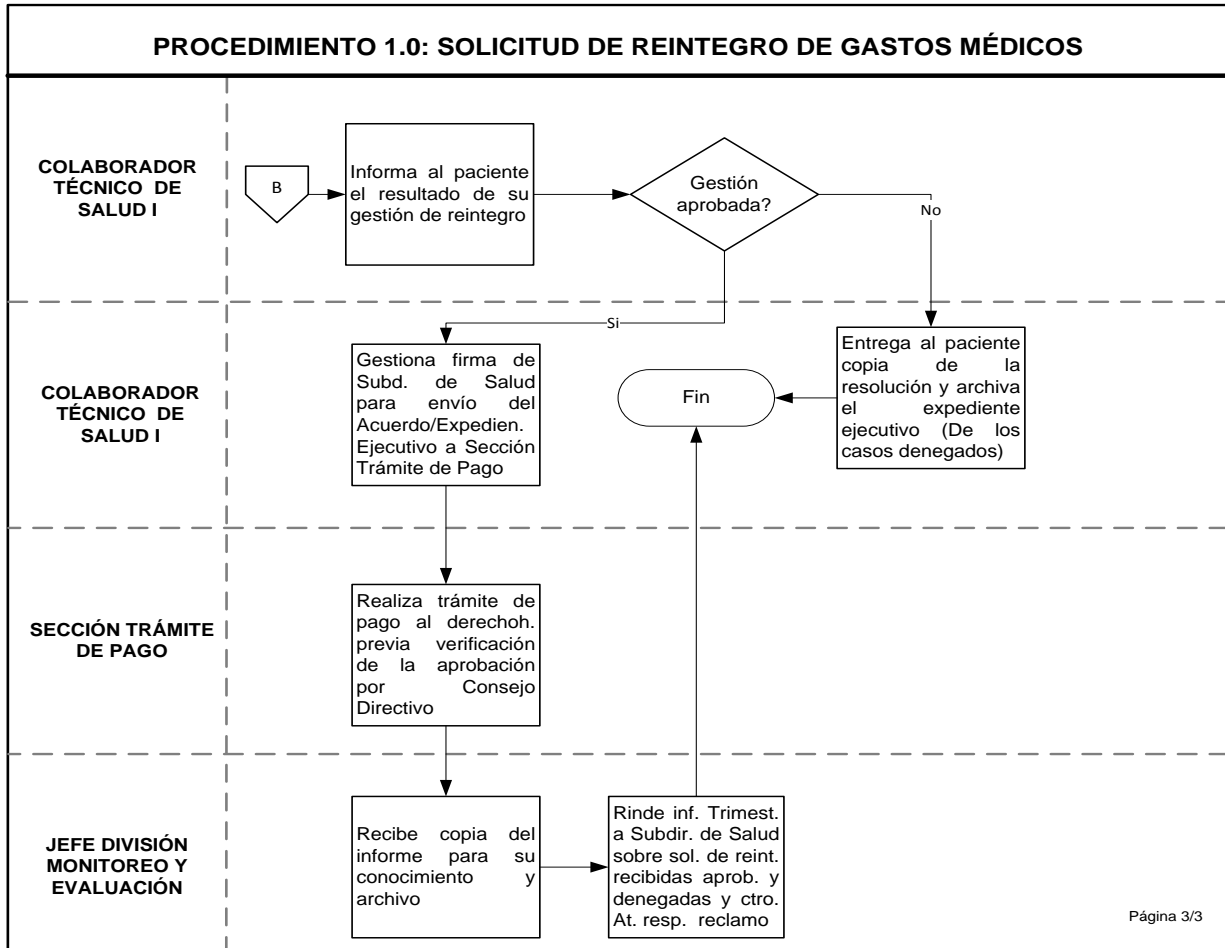 PROCEDIMIENTO 1.0: SOLICITUD DE REINTEGRO DE GASTOS MÉDICOS
COLABORADOR
TÉCNICO DE
SALUD I
B
Informa al paciente
el resultado de su
gestión de reintegro
Gestión
aprobada?
No
Si
COLABORADOR
TÉCNICO DE
SALUD I
Gestiona firma de
Subd. de Salud
para envío del
Acuerdo/Expedien.
Ejecutivo a Sección
Trámite de Pago
Fin
Entrega al paciente
copia de la
resolución y archiva
el expediente
ejecutivo (De los
casos denegados)
SECCIÓN TRÁMITE
DE PAGO
Realiza trámite de
pago al derechoh.
previa verificación
de la aprobación
por Consejo
Directivo
JEFE DIVISIÓN
MONITOREO Y
EVALUACIÓN
Recibe copia del
informe para su
conocimiento y
archivo
Rinde inf. Trimest.
a Subdir. de Salud
sobre sol. de reint.
recibidas aprob. y
denegadas y ctro.
At. resp. reclamo
Página 3/3